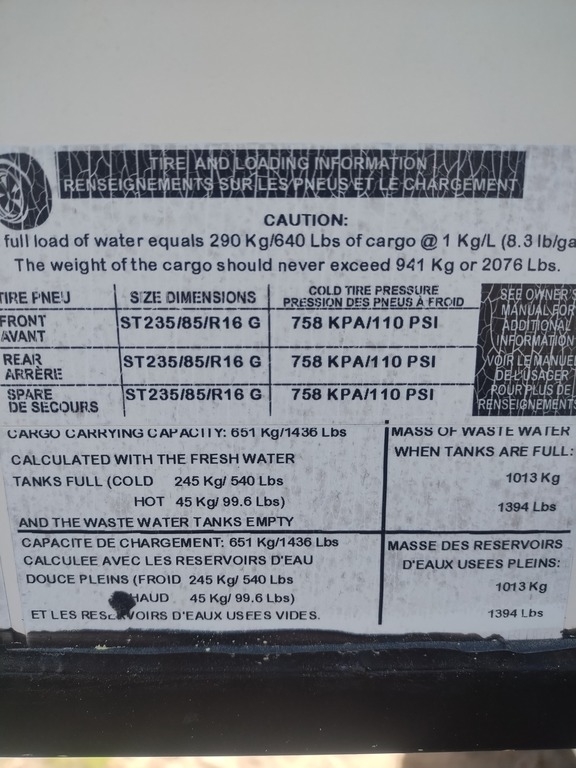 TIRE AND LOADING INFORMATION
RENSEIGNEMENTS SUR LES PNEUS ET LE CHARGEMENT
CAUTION:
full load of water equals 290 Kg/640 Lbs of cargo @ 1 Kg/L (8.3 lb/ga
The weight of the cargo should never exceed 941 Kg or 2076 Lbs.
TIRE PNEU SIZE DIMENSIONS COLD TIRE PRESSURE
PRESSION DES PNEUS À FROID
SEE OWNER'S
MANUAL FOR
ADDITIONAL
INFORMATION
VOIR LE MANUEL
DE L'USAGER
POUR PLUS DE
RENSEIGNEMENTS
FRONT
AVANT ST235/85/R16 G 758 KPA/110 PSI
REAR
ARRÈRE ST235/85/R16 G 758 KPA/110 PSI
SPARE
DE SECOURS ST235/85/R16 G 758 KPA/110 PSI
CARGO CARRYING CAPACITY: 651 Kg/1436 Lbs
CALCULATED WITH THE FRESH WATER
TANKS FULL (COLD 245 Kg/ 540 Lbs
HOT 45 Kg/ 99.6 Lbs)
AND THE WASTE WATER TANKS EMPTY
MASS OF WASTE WATER
WHEN TANKS ARE FULL:
1013 Kg
1394 Lbs
CAPACITE DE CHARGEMENT: 651 Kg/1436 Lbs
CALCULEE AVEC LES RESERVOIRS D'EAU
DOUCE PLEINS (FROID 245 Kg/ 540 Lbs
HAUD 45 Kg/ 99.6 Lbs)
ET LES RESERVOIRS D'EAUX USEES VIDES.
MASSE DES RESERVOIRS
D'EAUX USEES PLEINS:
1013 Kg
1394 Lbs